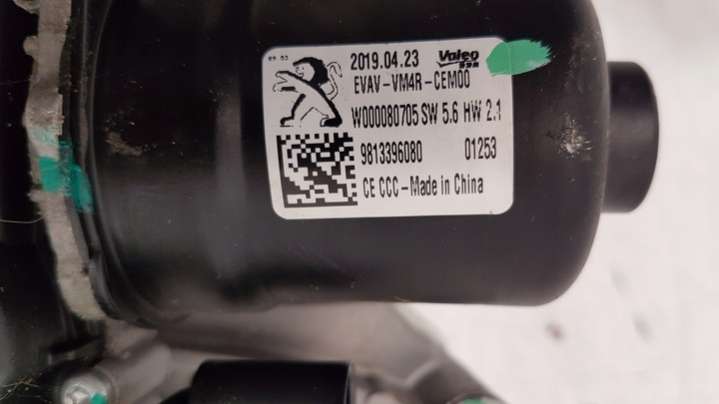 2019.04.23 Valeo
EVAV-VM4R-CEM00
W000080705 SW 5.6 HW 2.1
9813396080 01253
CE CCC-Made in China